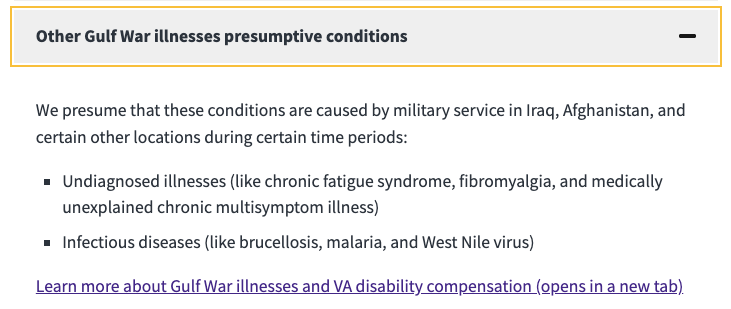 Other Gulf War illnesses presumptive conditions
We presume that these conditions are caused by military service in Iraq, Afghanistan, and
certain other locations during certain time periods:
Undiagnosed illnesses (like chronic fatigue syndrome, fibromyalgia, and medically
unexplained chronic multisymptom illness)
Infectious diseases (like brucellosis, malaria, and West Nile virus)
Learn more about Gulf War illnesses and VA disability compensation (opens in a new tab)